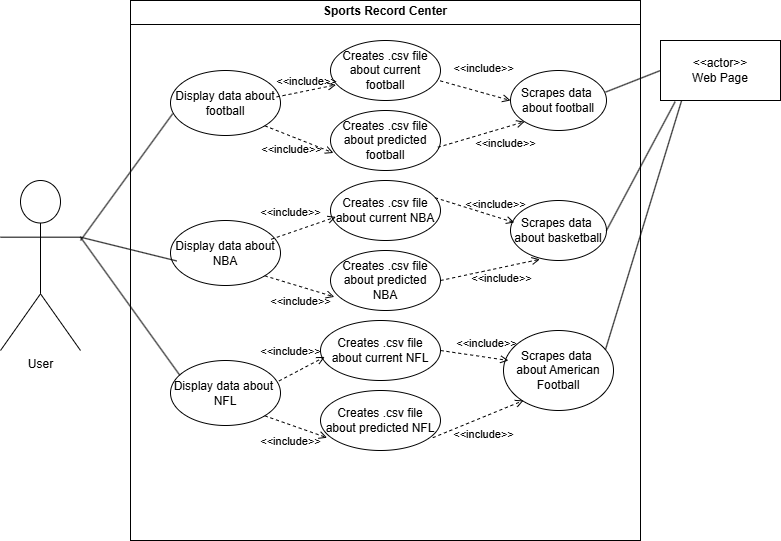 Sports Record Center
Creates .csv file
about current
football
<<include>>
<<include>>
<<actor>>
Web Page
Display data about
football
Scrapes data
about football
Creates .csv file
about predicted
football
<<include>>
<<include>>
Creates .csv file
about current NBA
<<include>>
<<include>>
Display data about
NBA
Scrapes data
about basketball
Creates .csv file
about predicted
NBA
<<include>>
<<include>>
User
Creates .csv file
about current NFL
<<include>>
<<include>>
Display data about
NFL
Scrapes data
about American
Football
Creates .csv file
about predicted NFL
<<include>>
<<include>>